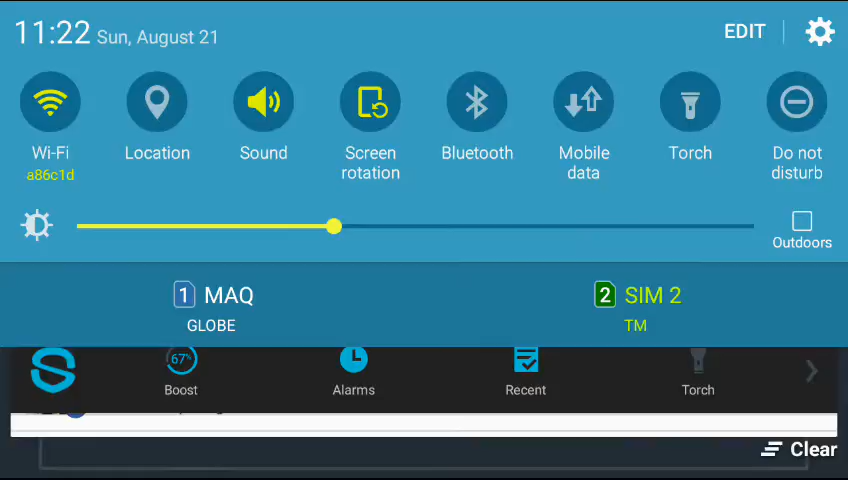 11:22 Sun, August 21
EDIT
Wi-Fi
a86c1d
Location
Sound
Screen
rotation
Bluetooth
Mobile
data
Torch
Do not
disturb
Outdoors
1 MAQ
GLOBE
2 SIM 2
TM
67%
Boost
Alarms
Recent
Torch
Clear